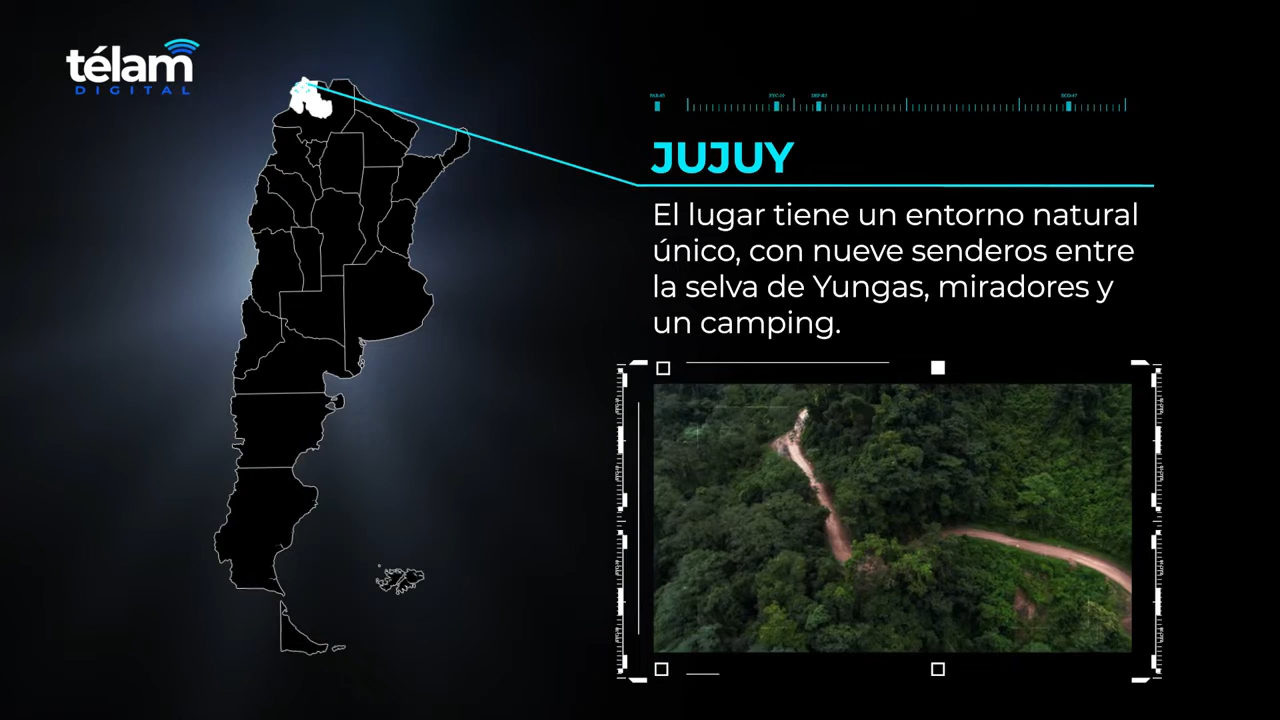 télam
DIGITAL
JUJUY
El lugar tiene un entorno natural
único, con nueve senderos entre
la selva de Yungas, miradores y
un camping.